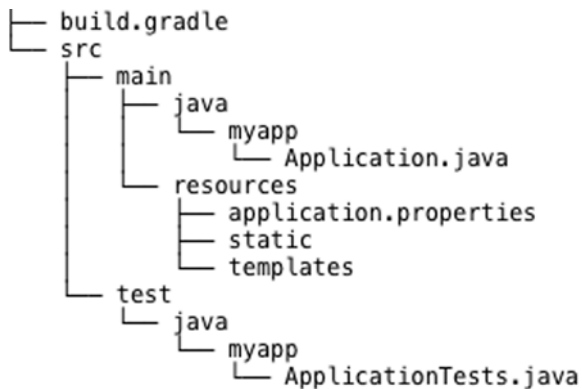 ├── build.gradle
└── src
    ├── main
    │   ├── java
    │   │   └── myapp
    │   │       └── Application.java
    │   └── resources
    │       ├── application.properties
    │       ├── static
    │       └── templates
    └── test
        └── java
            └── myapp
                └── ApplicationTests.java